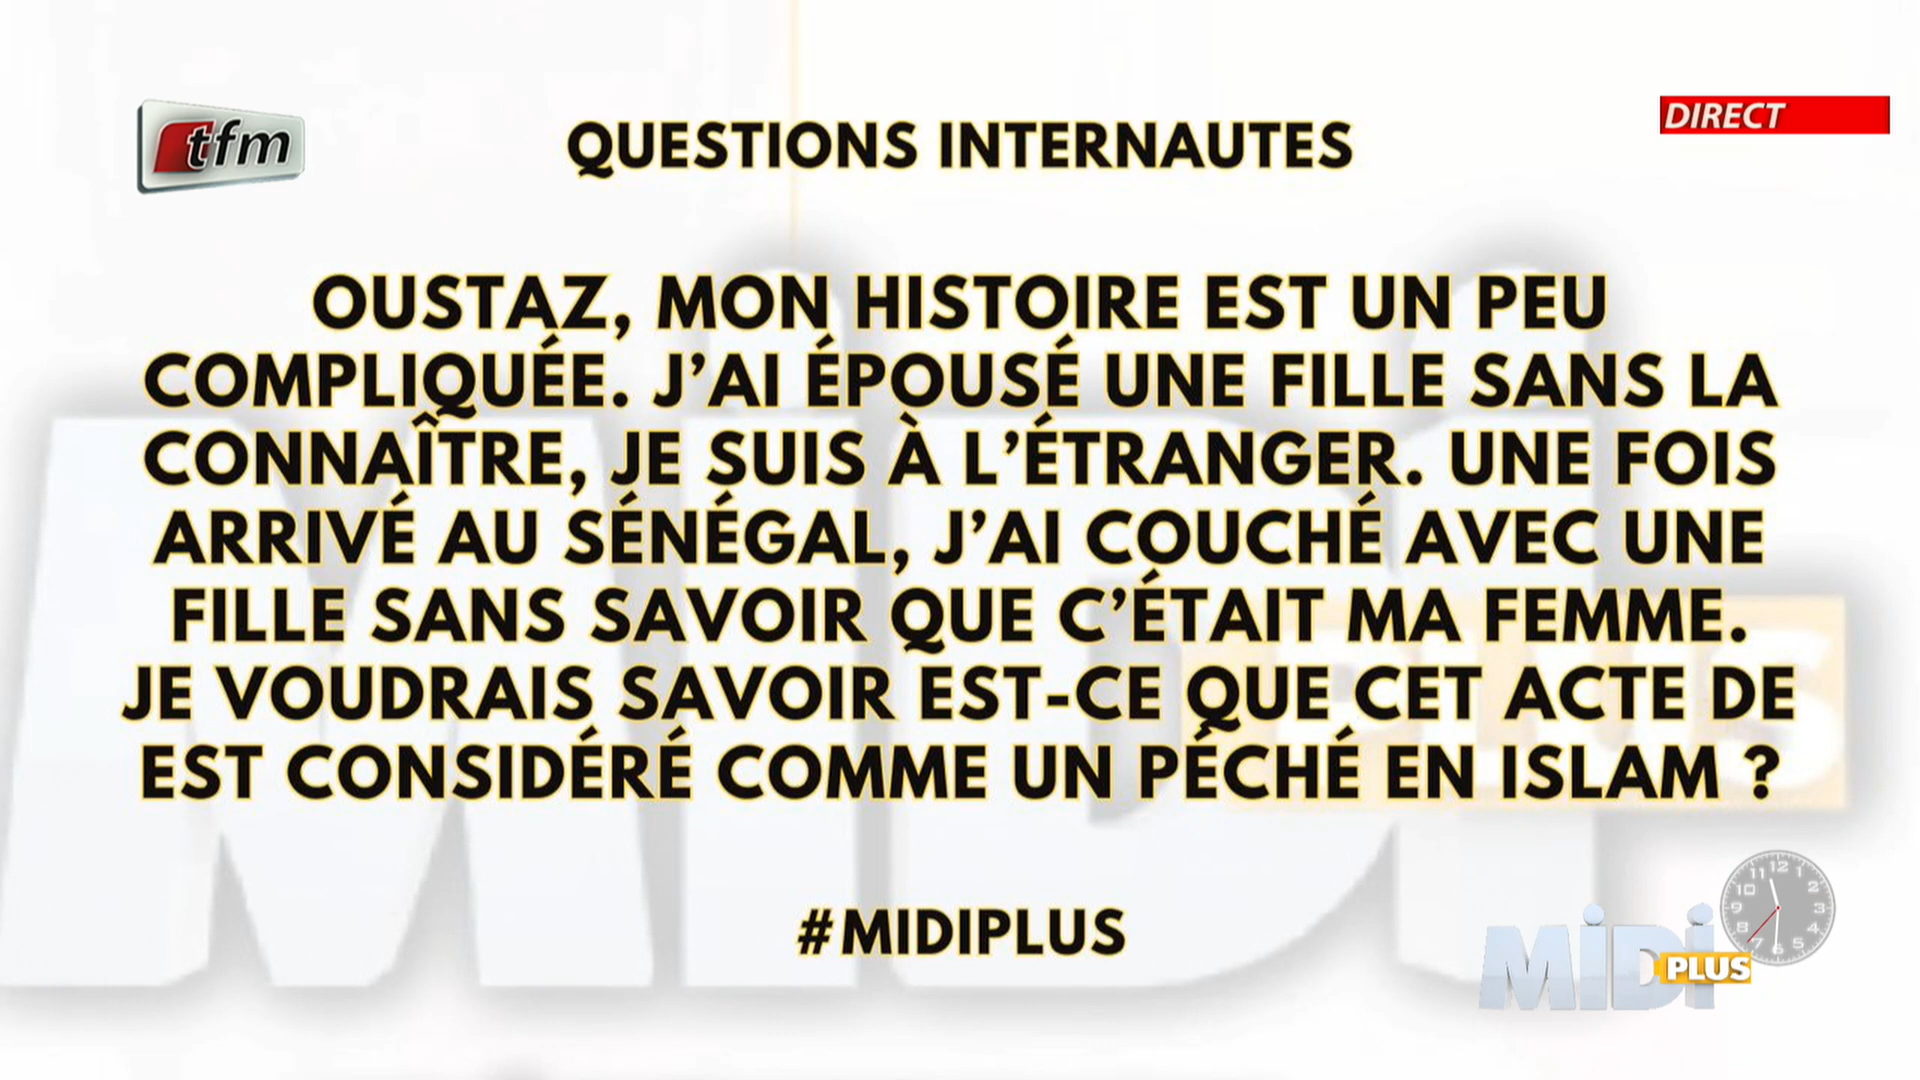 tfm
QUESTIONS INTERNAUTES
DIRECT
OUSTAZ, MON HISTOIRE EST UN PEU
COMPLIQUÉE. J'AI ÉPOUSÉ UNE FILLE SANS LA
CONNAÎTRE, JE SUIS À L'ÉTRANGER. UNE FOIS
ARRIVÉ AU SÉNÉGAL, J'AI COUCHÉ AVEC UNE
FILLE SANS SAVOIR QUE C'ÉTAIT MA FEMME.
JE VOUDRAIS SAVOIR EST-CE QUE CET ACTE DE
EST CONSIDÉRÉ COMME UN PÉCHÉ EN ISLAM ?
#MIDIPLUS
MiDi
PLUS